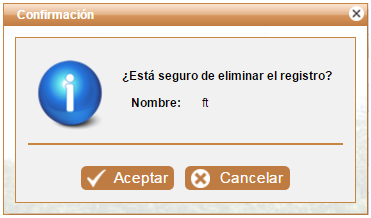 Confirmación
¿Está seguro de eliminar el registro?
Nombre: ft
Aceptar Cancelar